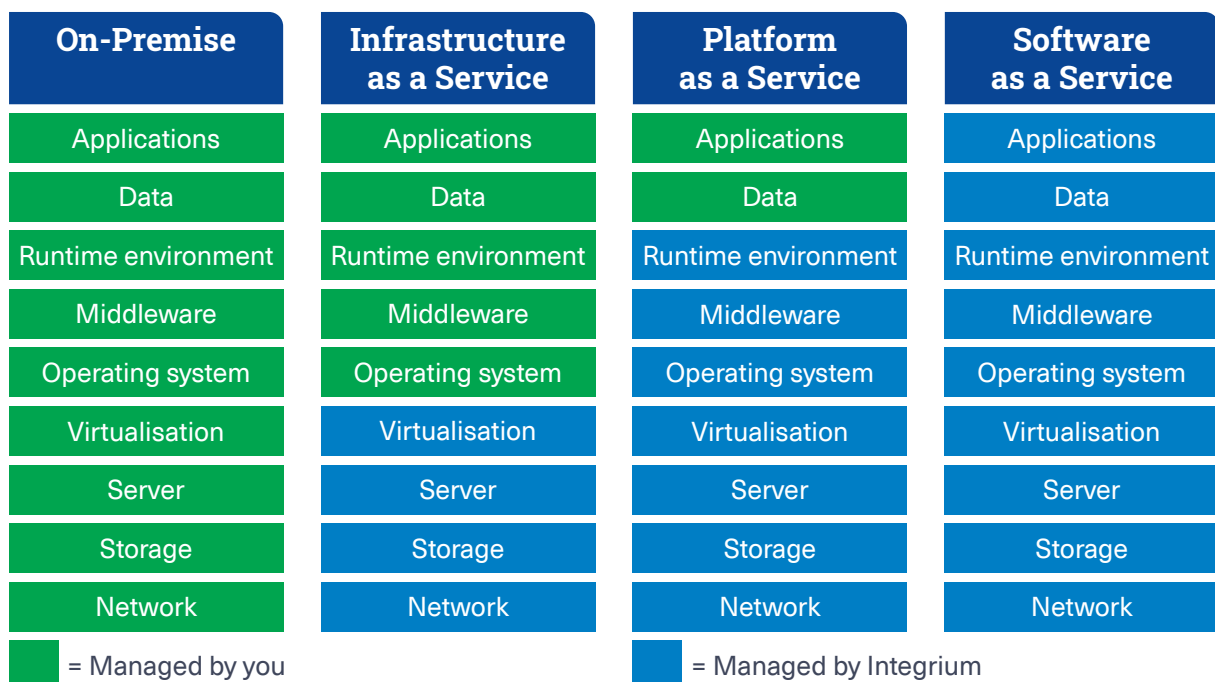 On-Premise
Infrastructure
as a Service
Platform
as a Service
Software
as a Service
Applications
Applications
Applications
Applications
Data
Data
Data
Data
Runtime environment
Runtime environment
Runtime environment
Runtime environment
Middleware
Middleware
Middleware
Middleware
Operating system
Operating system
Operating system
Operating system
Virtualisation
Virtualisation
Virtualisation
Virtualisation
Server
Server
Server
Server
Storage
Storage
Storage
Storage
Network
Network
Network
Network
= Managed by you
= Managed by Integrium